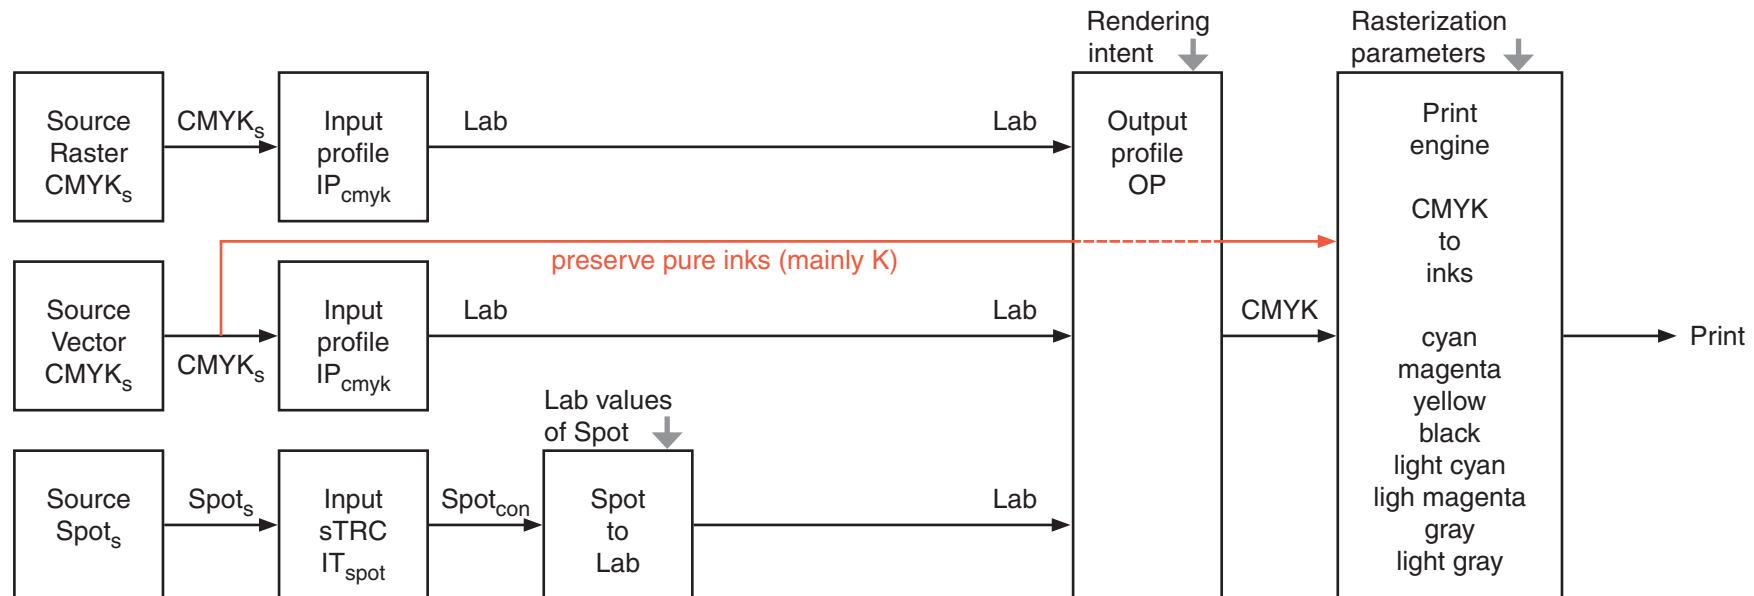 Rendering
intent
Rasterization
parameters
Source
Raster
CMYKs
CMYKs
Input
profile
IPcmyk
Lab
Lab
Output
profile
OP
Print
engine
CMYK
to
inks
cyan
magenta
yellow
black
light cyan
ligh magenta
gray
light gray
preserve pure inks (mainly K)
Source
Vector
CMYKs
CMYKs
Input
profile
IPcmyk
Lab
Lab
CMYK
Print
Lab values
of Spot
Source
Spots
Spots
Input
sTRC
ITspot
Spotcon
Spot
to
Lab
Lab